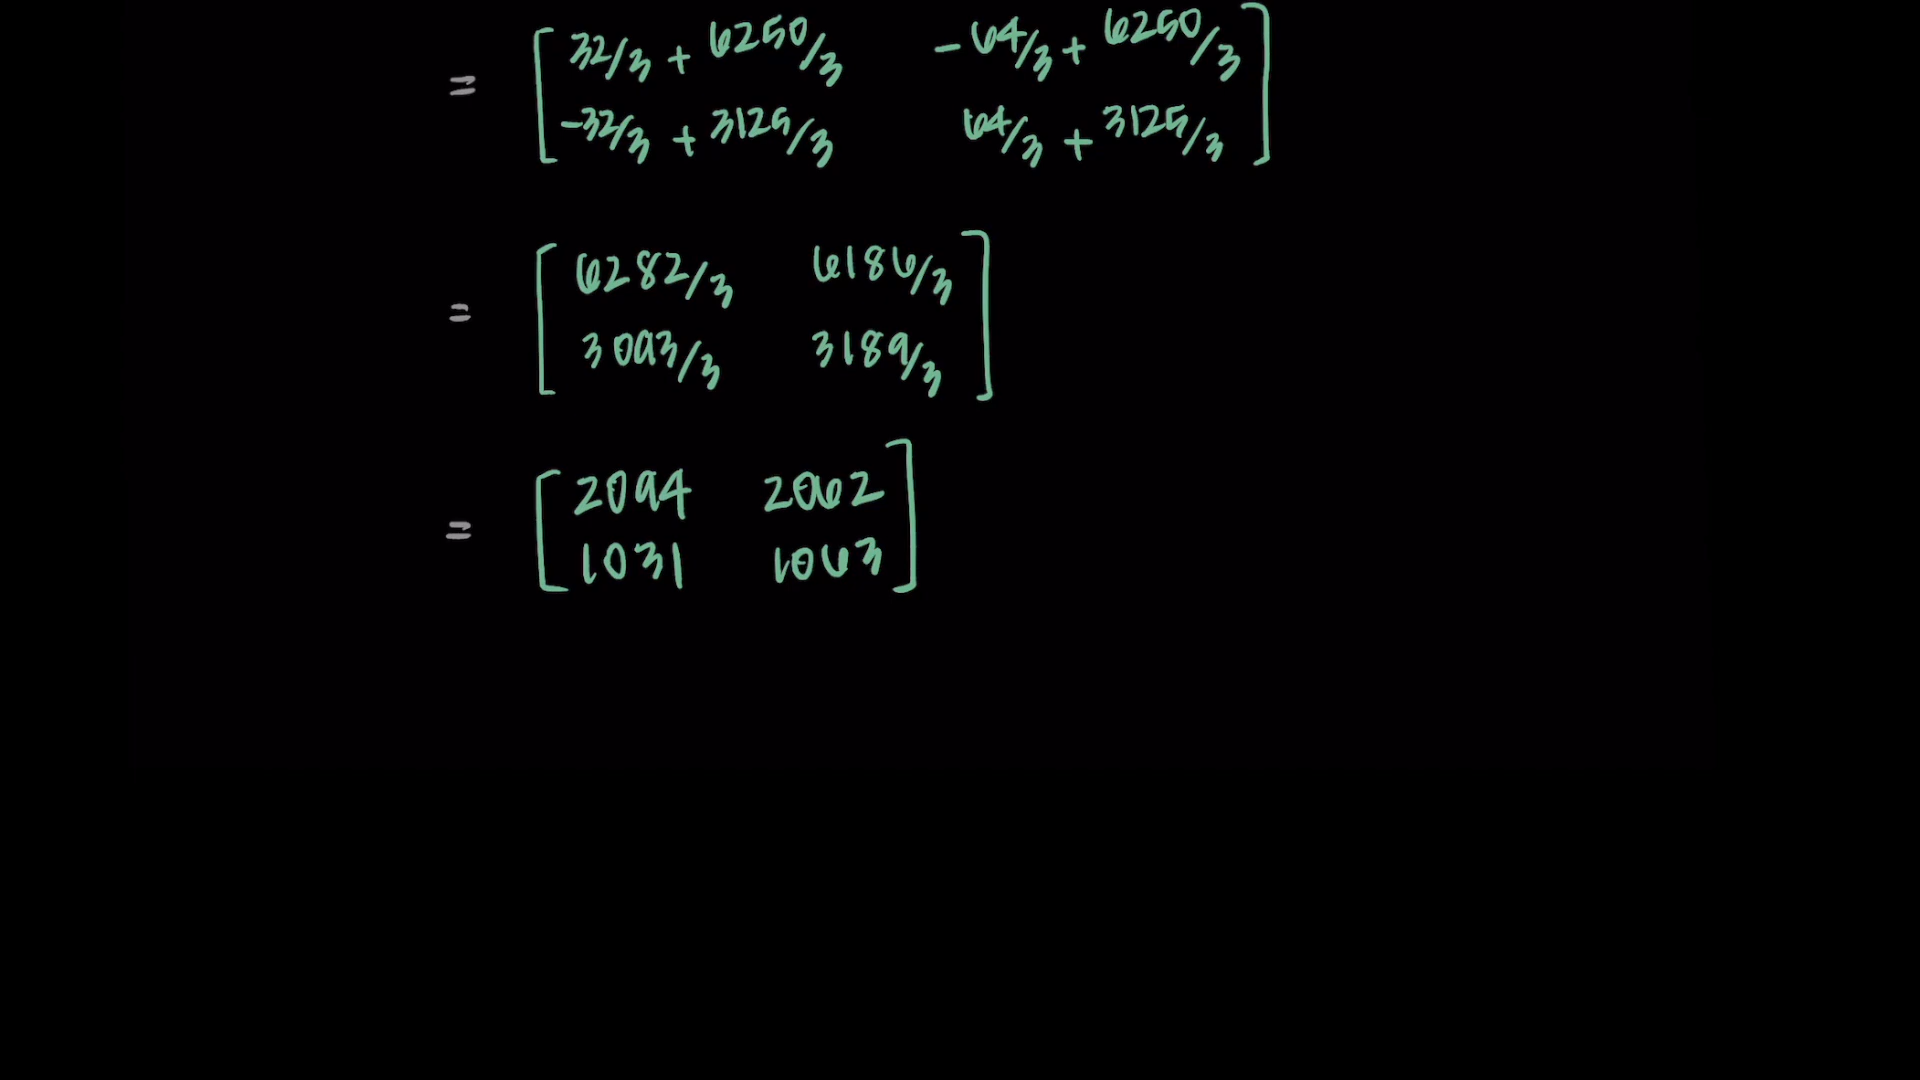 = [ 32/3 + 6250/3 -64/3 + 6250/3 ]
-32/3 + 3125/3 64/3 + 3125/3
= [ 6282/3 6186/3 ]
3093/3 3189/3
= [ 2094 2062 ]
1031 1063